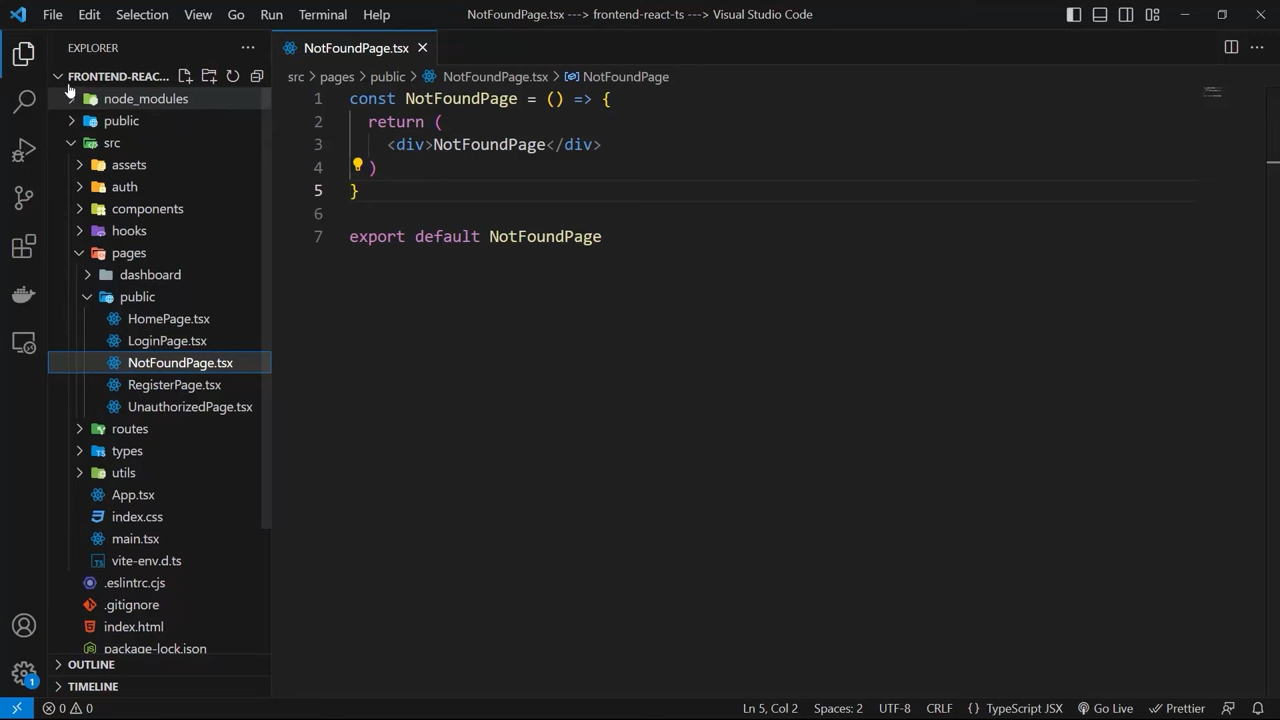 File Edit Selection View Go Run Terminal Help NotFoundPage.tsx ---> frontend-react-ts ---> Visual Studio Code
EXPLORER
FRONTEND-REAC...
node_modules
public
src
assets
auth
components
hooks
pages
dashboard
public
HomePage.tsx
LoginPage.tsx
NotFoundPage.tsx
RegisterPage.tsx
UnauthorizedPage.tsx
routes
types
utils
App.tsx
index.css
main.tsx
vite-env.d.ts
.eslintrc.cjs
.gitignore
index.html
package-lock.json
OUTLINE
TIMELINE
NotFoundPage.tsx
src > pages > public > NotFoundPage.tsx > NotFoundPage
1 const NotFoundPage = () => {
2 return (
3 <div>NotFoundPage</div>
4 )
5 }
6
7 export default NotFoundPage
1
0 0 Ln 5, Col 2 Spaces: 2 UTF-8 CRLF {} TypeScript JSX Go Live Prettier